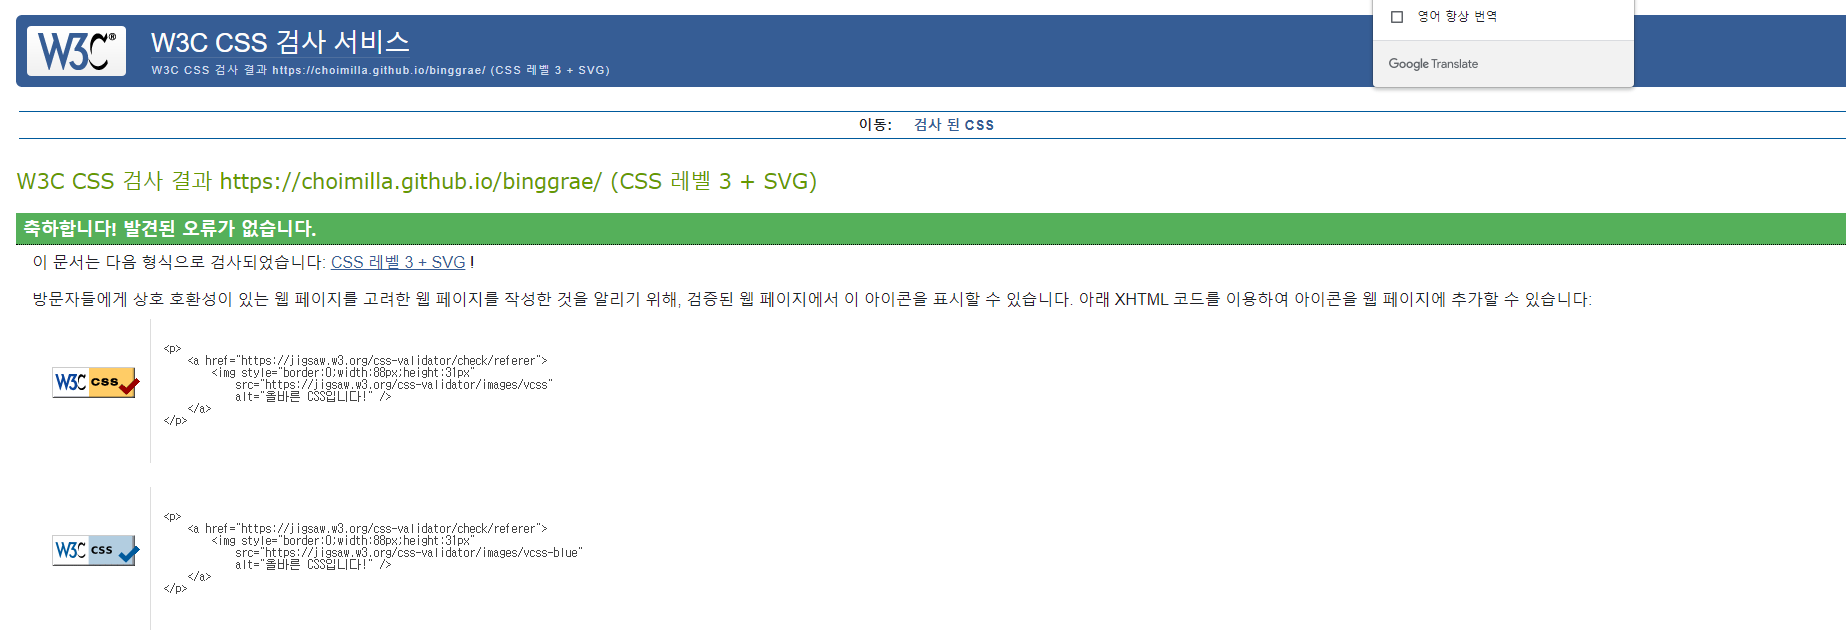 영어 항상 번역
Google Translate
W3C®
W3C CSS 검사 서비스
W3C CSS 검사 결과 https://choimilla.github.io/binggrae/ (CSS 레벨 3 + SVG)
이동: 검사 된 CSS
W3C CSS 검사 결과 https://choimilla.github.io/binggrae/ (CSS 레벨 3 + SVG)
축하합니다! 발견된 오류가 없습니다.
이 문서는 다음 형식으로 검사되었습니다: CSS 레벨 3 + SVG !
방문자들에게 상호 호환성이 있는 웹 페이지를 고려한 웹 페이지를 작성한 것을 알리기 위해, 검증된 웹 페이지에서 이 아이콘을 표시할 수 있습니다. 아래 XHTML 코드를 이용하여 아이콘을 웹 페이지에 추가할 수 있습니다:
W3C css
<p>
<a href="https://jigsaw.w3.org/css-validator/check/referer">
<img style="border:0;width:88px;height:31px"
src="https://jigsaw.w3.org/css-validator/images/vcss"
alt="올바른 CSS입니다!" />
</a>
</p>
W3C css
<p>
<a href="https://jigsaw.w3.org/css-validator/check/referer">
<img style="border:0;width:88px;height:31px"
src="https://jigsaw.w3.org/css-validator/images/vcss-blue"
alt="올바른 CSS입니다!" />
</a>
</p>